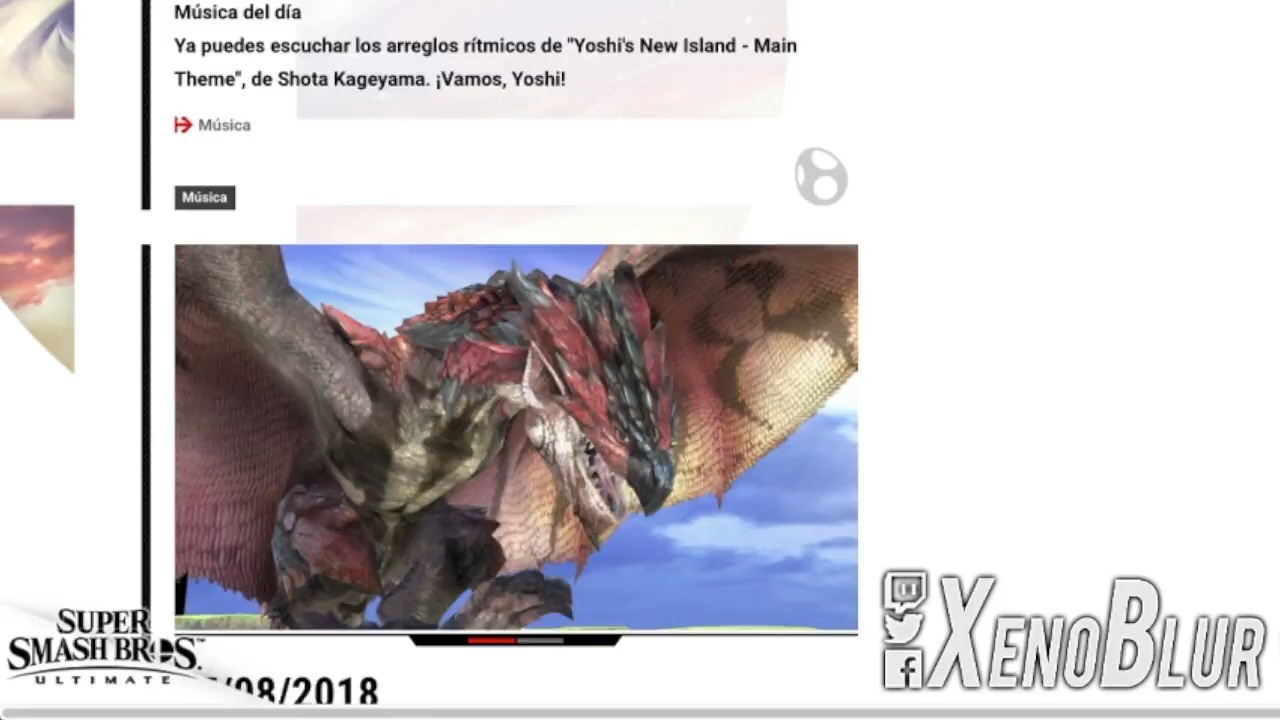 Música del día
Ya puedes escuchar los arreglos rítmicos de "Yoshi's New Island - Main
Theme", de Shota Kageyama. ¡Vamos, Yoshi!
Música
Música
SUPER
SMASH BROS.™
ULTIMATE
/08/2018
XENOBLUR